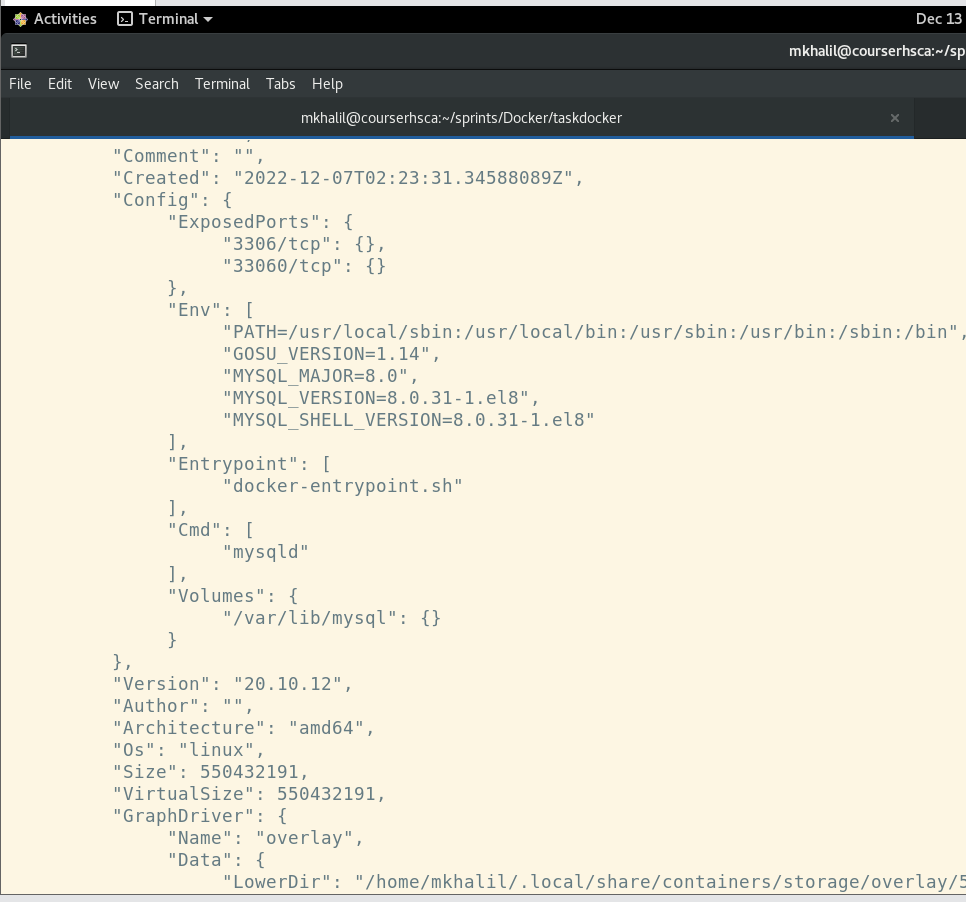 Activities Terminal Dec 13
mkhalil@courserhsca:~/sp
File Edit View Search Terminal Tabs Help
mkhalil@courserhsca:~/sprints/Docker/taskdocker ×
"Comment": "",
"Created": "2022-12-07T02:23:31.34588089Z",
"Config": {
"ExposedPorts": {
"3306/tcp": {},
"33060/tcp": {}
},
"Env": [
"PATH=/usr/local/sbin:/usr/local/bin:/usr/sbin:/usr/bin:/sbin:/bin",
"GOSU_VERSION=1.14",
"MYSQL_MAJOR=8.0",
"MYSQL_VERSION=8.0.31-1.el8",
"MYSQL_SHELL_VERSION=8.0.31-1.el8"
],
"Entrypoint": [
"docker-entrypoint.sh"
],
"Cmd": [
"mysqld"
],
"Volumes": {
"/var/lib/mysql": {}
}
},
"Version": "20.10.12",
"Author": "",
"Architecture": "amd64",
"Os": "linux",
"Size": 550432191,
"VirtualSize": 550432191,
"GraphDriver": {
"Name": "overlay",
"Data": {
"LowerDir": "/home/mkhalil/.local/share/containers/storage/overlay/5